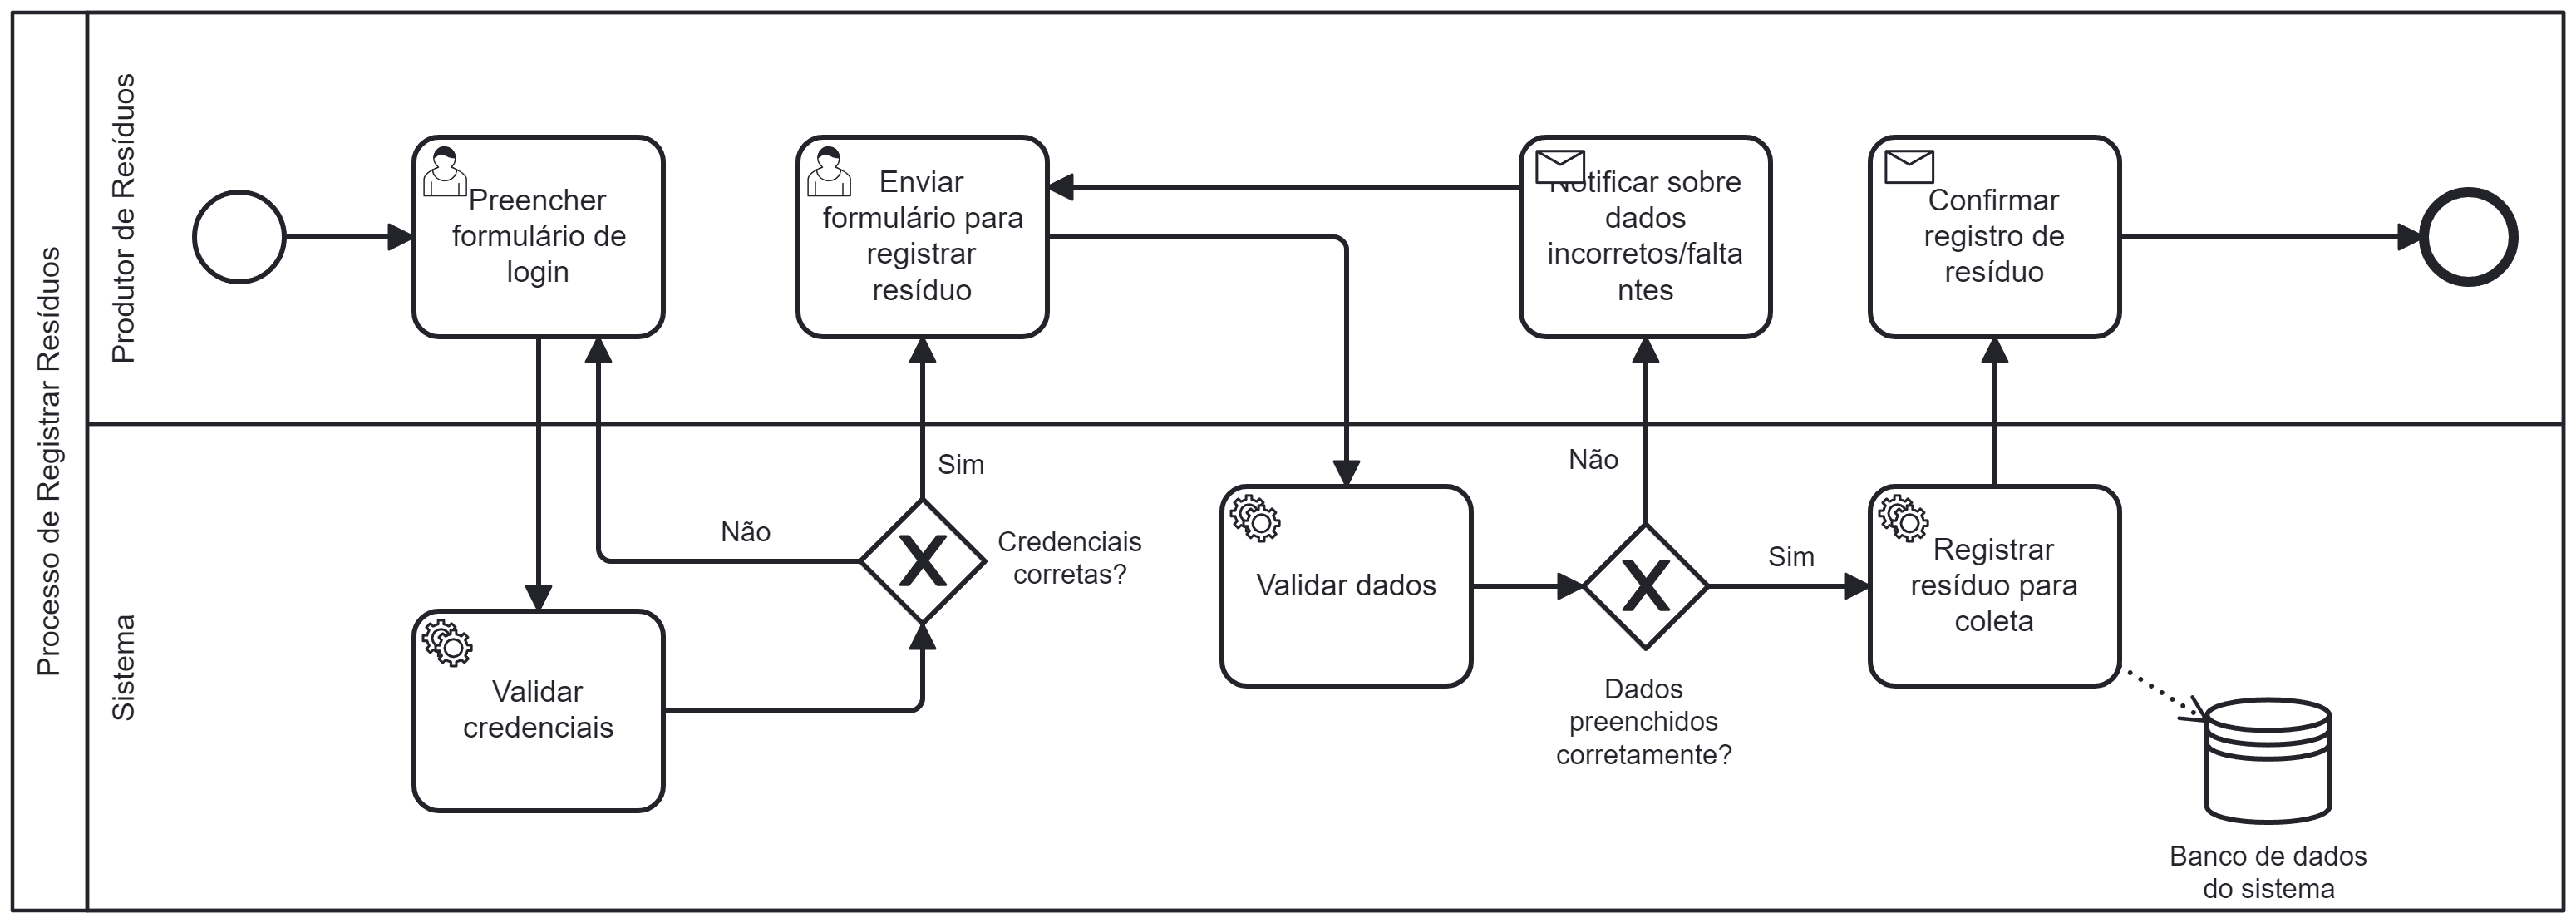 Processo de Registrar Resíduos
Produtor de Resíduos
Preencher
formulário de
login
Enviar
formulário para
registrar
resíduo
Notificar sobre
dados
incorretos/falta
ntes
Confirmar
registro de
resíduo
Sistema
Validar
credenciais
Não
Sim
Credenciais
corretas?
Validar dados
Não
Sim
Dados
preenchidos
corretamente?
Registrar
resíduo para
coleta
Banco de dados
do sistema